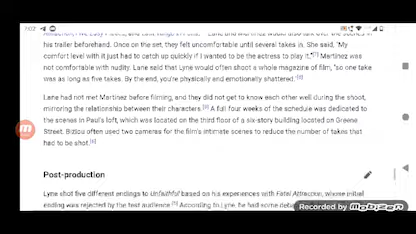 7:03
his trailer beforehand. Once on the set, they felt uncomfortable until several takes in. She said, "My
comfort level with it just had to catch up quickly if I wanted to be the actress to play it."[7] Martinez was
not comfortable with nudity. Lane said that Lyne would often shoot a whole magazine of film, "so one take
was as long as five takes. By the end, you're physically and emotionally shattered."
Lane had not met Martinez before filming, and they did not get to know each other well during the shoot,
mirroring the relationship between their characters. A full four weeks of the schedule was dedicated to
the scenes in Paul's loft, which was located on the third floor of a six-story building located on Greene
Street. Biziou often used two cameras for the film's intimate scenes to reduce the number of takes that
had to be shot.[6]
Post-production
Lyne shot five different endings to Unfaithful based on his experiences with Fatal Attraction, whose initial
ending was rejected by the test audience. According to Lyne, he had some
Recorded by Mobizen